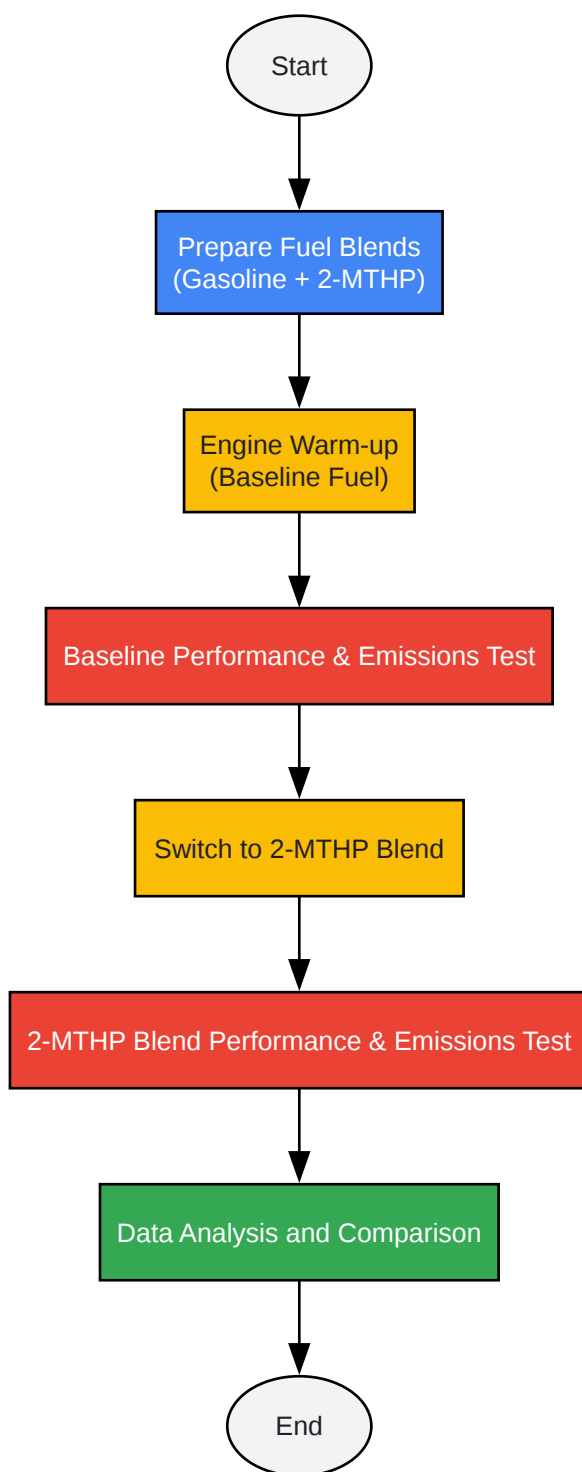 Start
Prepare Fuel Blends
(Gasoline + 2-MTHP)
Engine Warm-up
(Baseline Fuel)
Baseline Performance & Emissions Test
Switch to 2-MTHP Blend
2-MTHP Blend Performance & Emissions Test
Data Analysis and Comparison
End